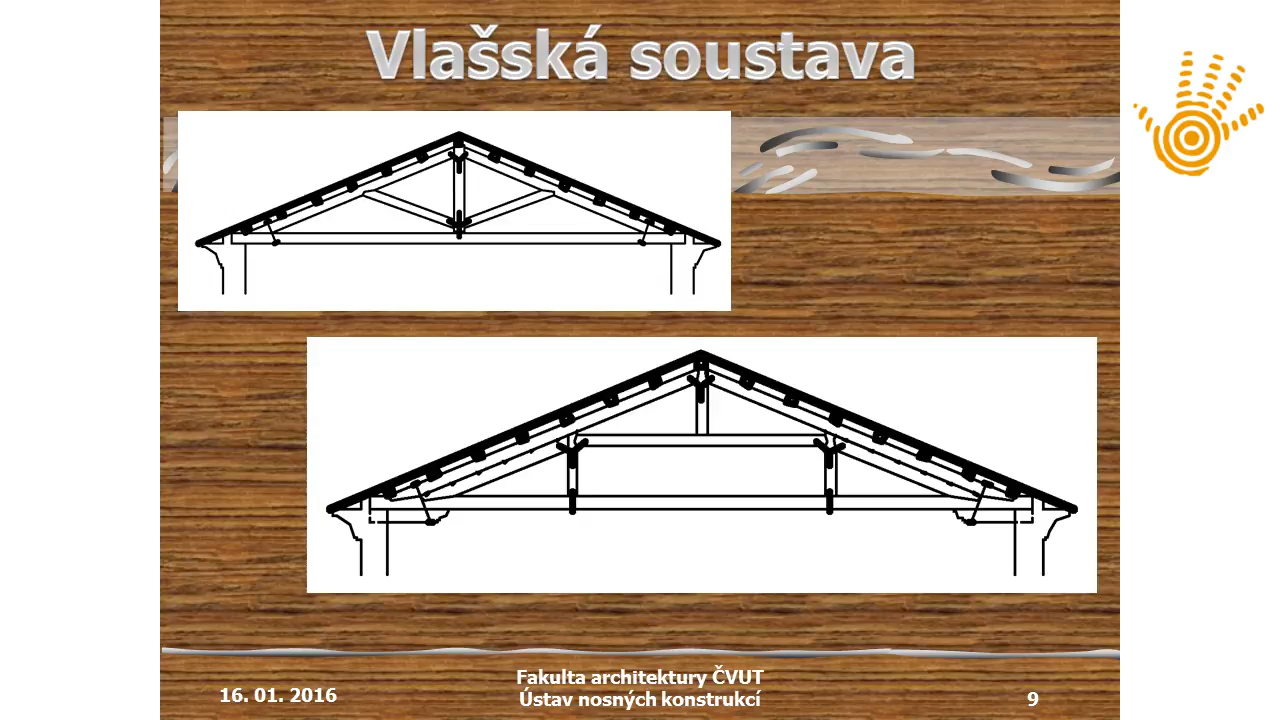 Vlašská soustava
16. 01. 2016
Fakulta architektury ČVUT
Ústav nosných konstrukcí
9